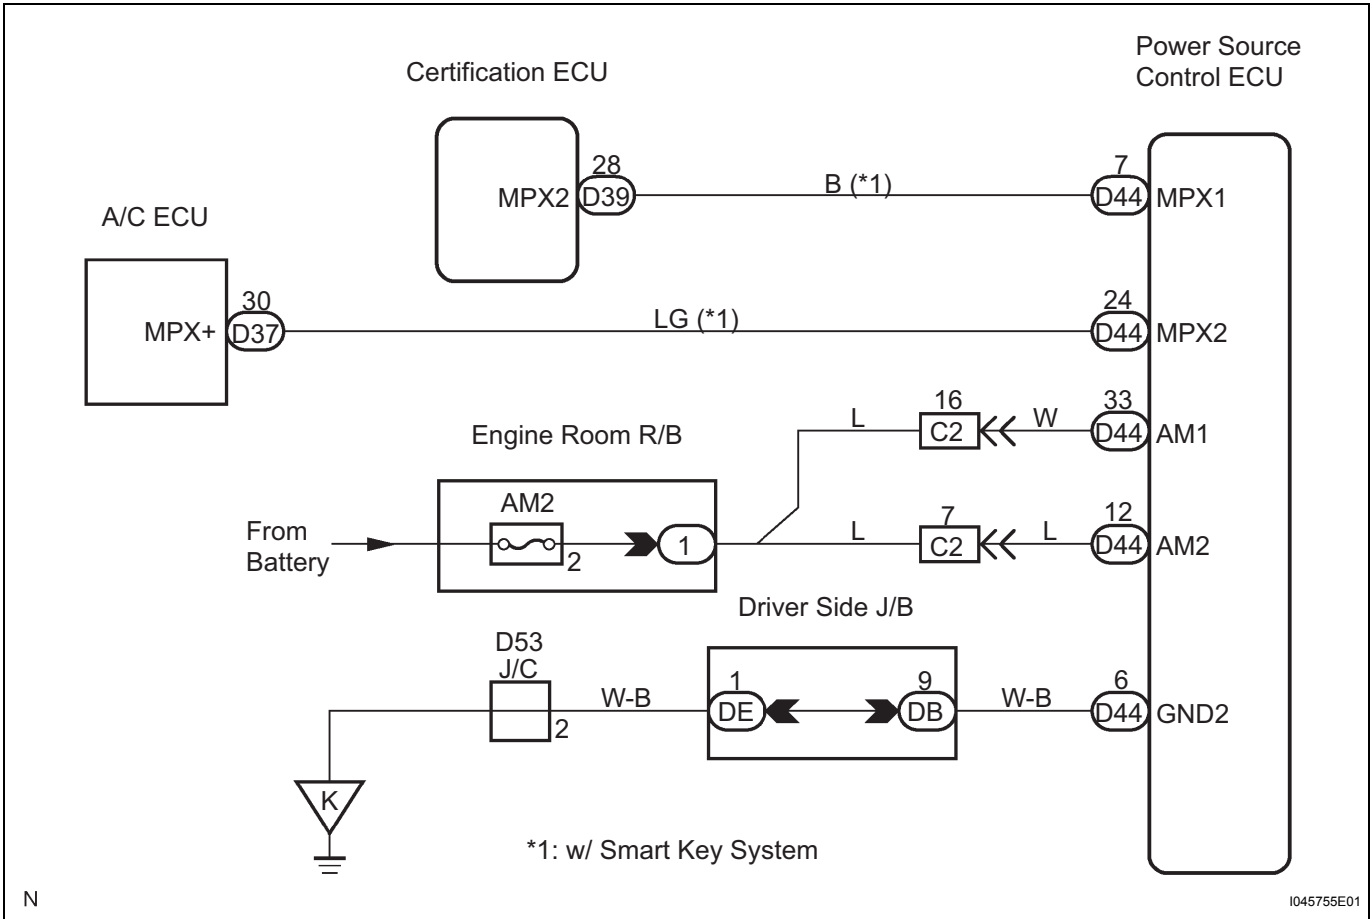 Power Source
Control ECU
Certification ECU
A/C ECU
28
MPX2 D39
B (*1)
7
D44 MPX1
30
MPX+ D37
LG (*1)
24
D44 MPX2
Engine Room R/B
L
16
C2
W
33
D44 AM1
From
Battery
AM2
2
1
L
7
C2
L
12
D44 AM2
Driver Side J/B
D53
J/C
2
W-B
1
DE
9
DB
W-B
6
D44 GND2
K
*1: w/ Smart Key System
N
I045755E01